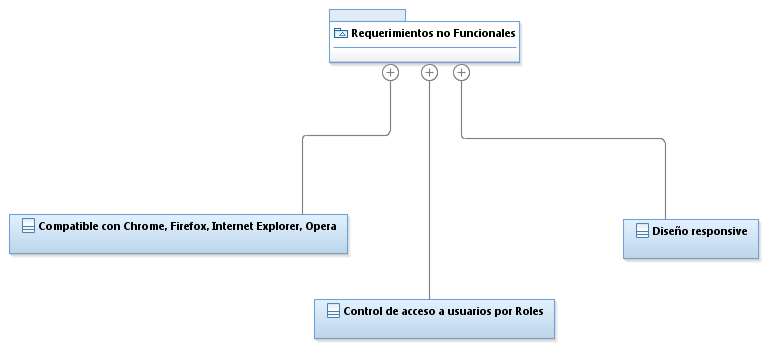 Requerimientos no Funcionales
Compatible con Chrome, Firefox, Internet Explorer, Opera
Diseño responsive
Control de acceso a usuarios por Roles